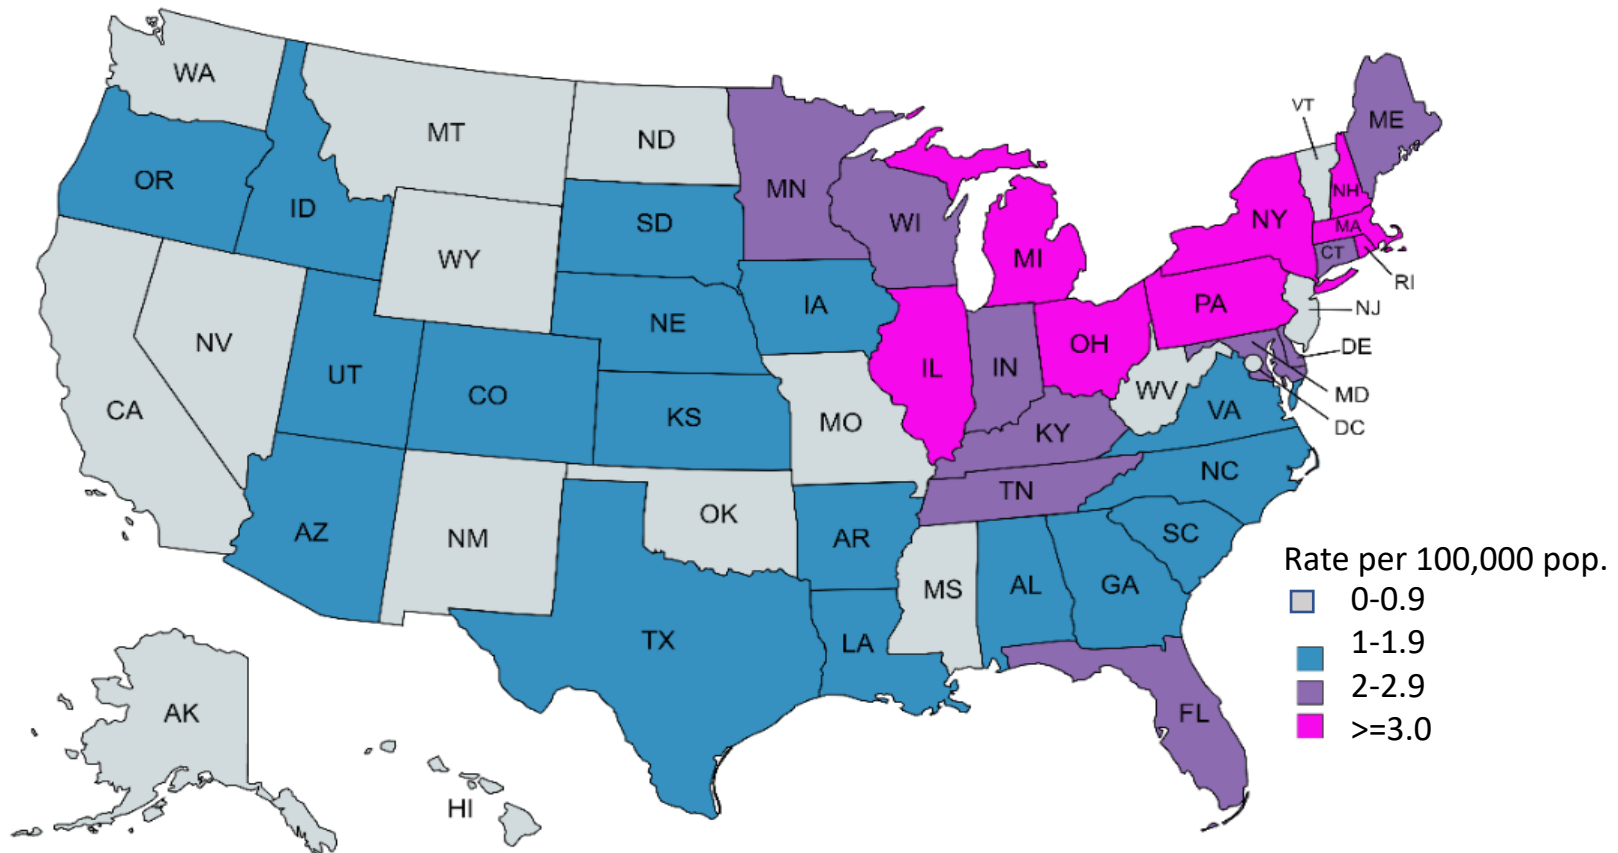 WA
MT
ND
MN
VT
ME
OR
ID
SD
WI
MI
NY
NH
MA
CT
RI
WY
IA
NE
PA
NJ
NV
UT
CO
IL
IN
OH
DE
MD
DC
CA
KS
MO
KY
WV
VA
NC
TN
AZ
NM
OK
AR
SC
MS
AL
GA
TX
LA
FL
AK
HI
Rate per 100,000 pop.
0-0.9
1-1.9
2-2.9
>=3.0